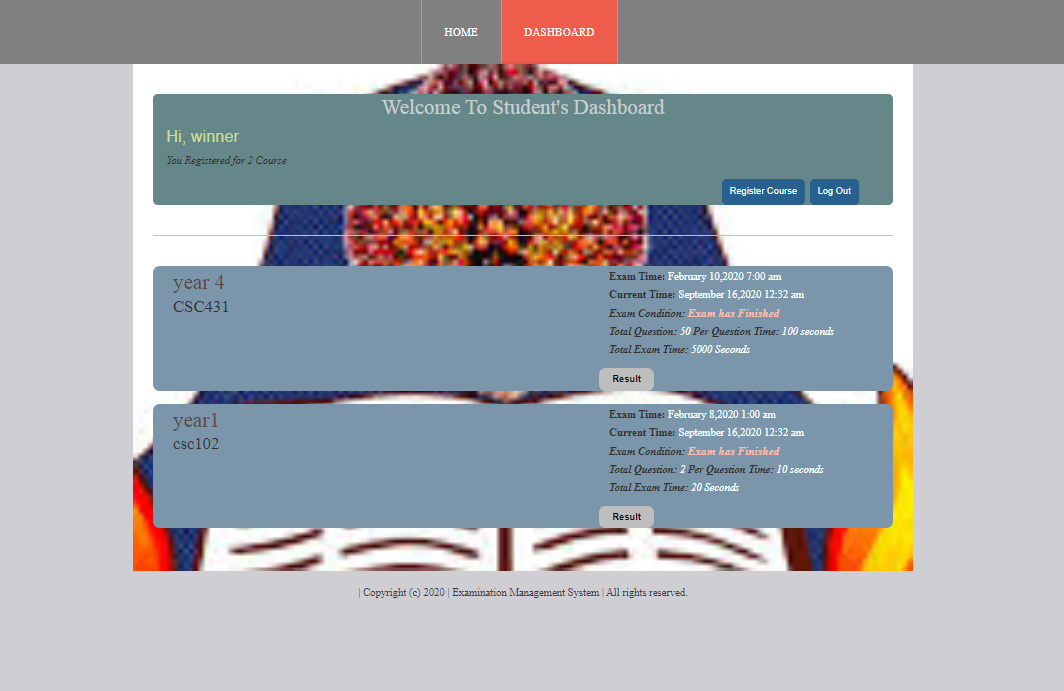 HOME DASHBOARD
Welcome To Student's Dashboard
Hi, winner
You Registered for 2 Course
Register Course Log Out
year 4
CSC431
Exam Time: February 10,2020 7:00 am
Current Time: September 16,2020 12:32 am
Exam Condition: Exam has Finished
Total Question: 50 Per Question Time: 100 seconds
Total Exam Time: 5000 Seconds
Result
year1
csc102
Exam Time: February 8,2020 1:00 am
Current Time: September 16,2020 12:32 am
Exam Condition: Exam has Finished
Total Question: 2 Per Question Time: 10 seconds
Total Exam Time: 20 Seconds
Result
| Copyright (c) 2020 | Examination Management System | All rights reserved.